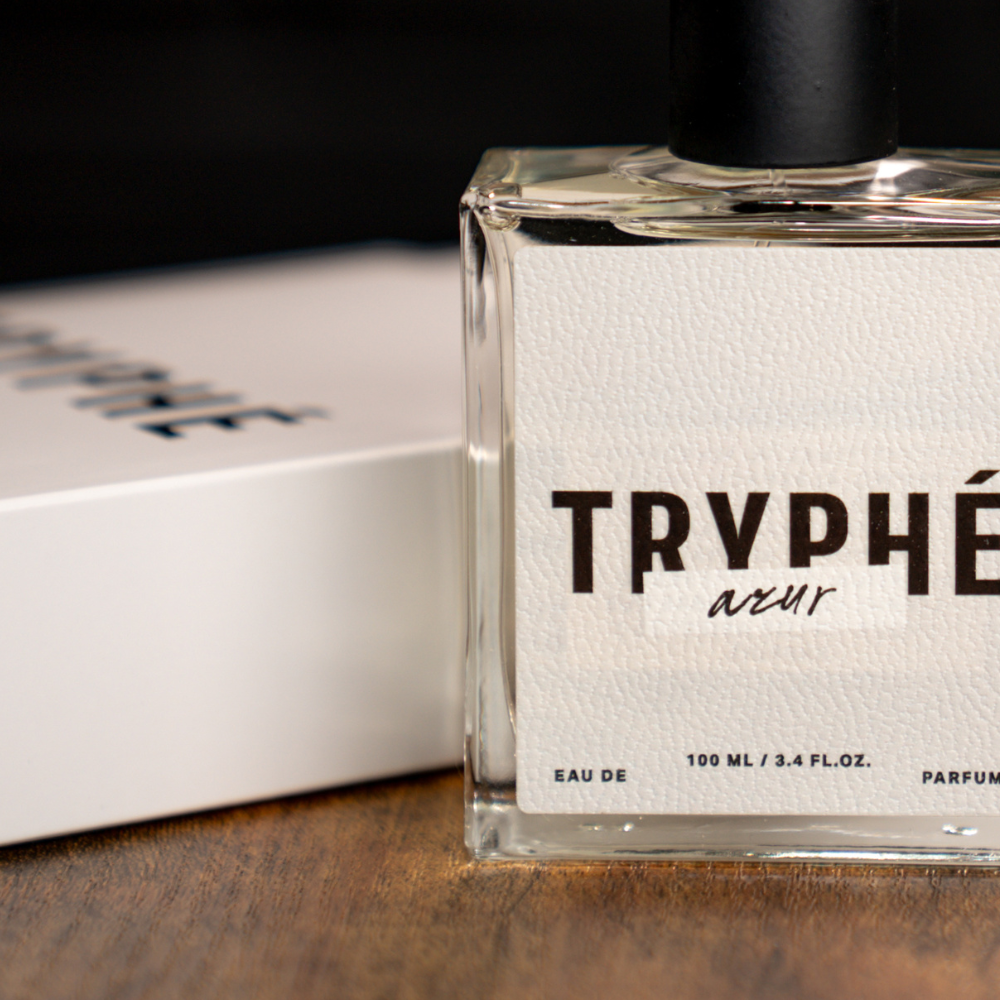 TRYPHÉ
azur
100 ML / 3.4 FL.OZ.
EAU DE PARFUM